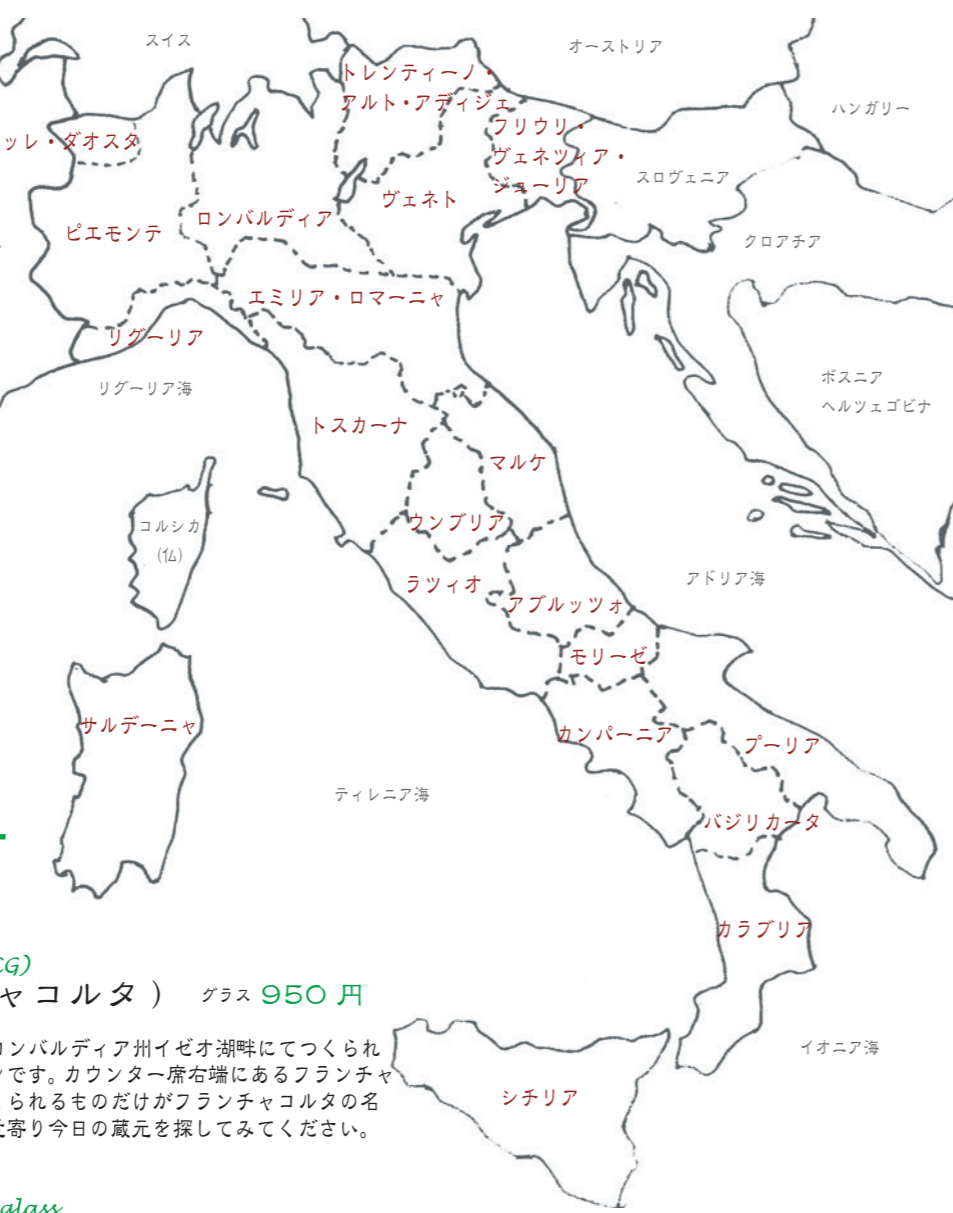 スイス
オーストリア
トレンティーノ・
アルト・アディジェ
ハンガリー
ッレ・ダオスタ
フリウリ・
ヴェネツィア・
ジューリア
スロヴェニア
ヴェネト
ロンバルディア
ピエモンテ
クロアチア
エミリア・ロマーニャ
リグーリア
リグーリア海
ボスニア
ヘルツェゴビナ
トスカーナ
マルケ
コルシカ
(仏)
ウンブリア
ラツィオ
アドリア海
アブルッツォ
モリーゼ
サルデーニャ
カンパーニア
プーリア
ティレニア海
バジリカータ
カラブリア
イオニア海
シチリア
CG)
ャコルタ) グラス 950 円
ロンバルディア州イゼオ湖畔にてつくられ
ンです。カウンター席右端にあるフランチャ
られるものだけがフランチャコルタの名
寄り今日の蔵元を探してみてください。
glass